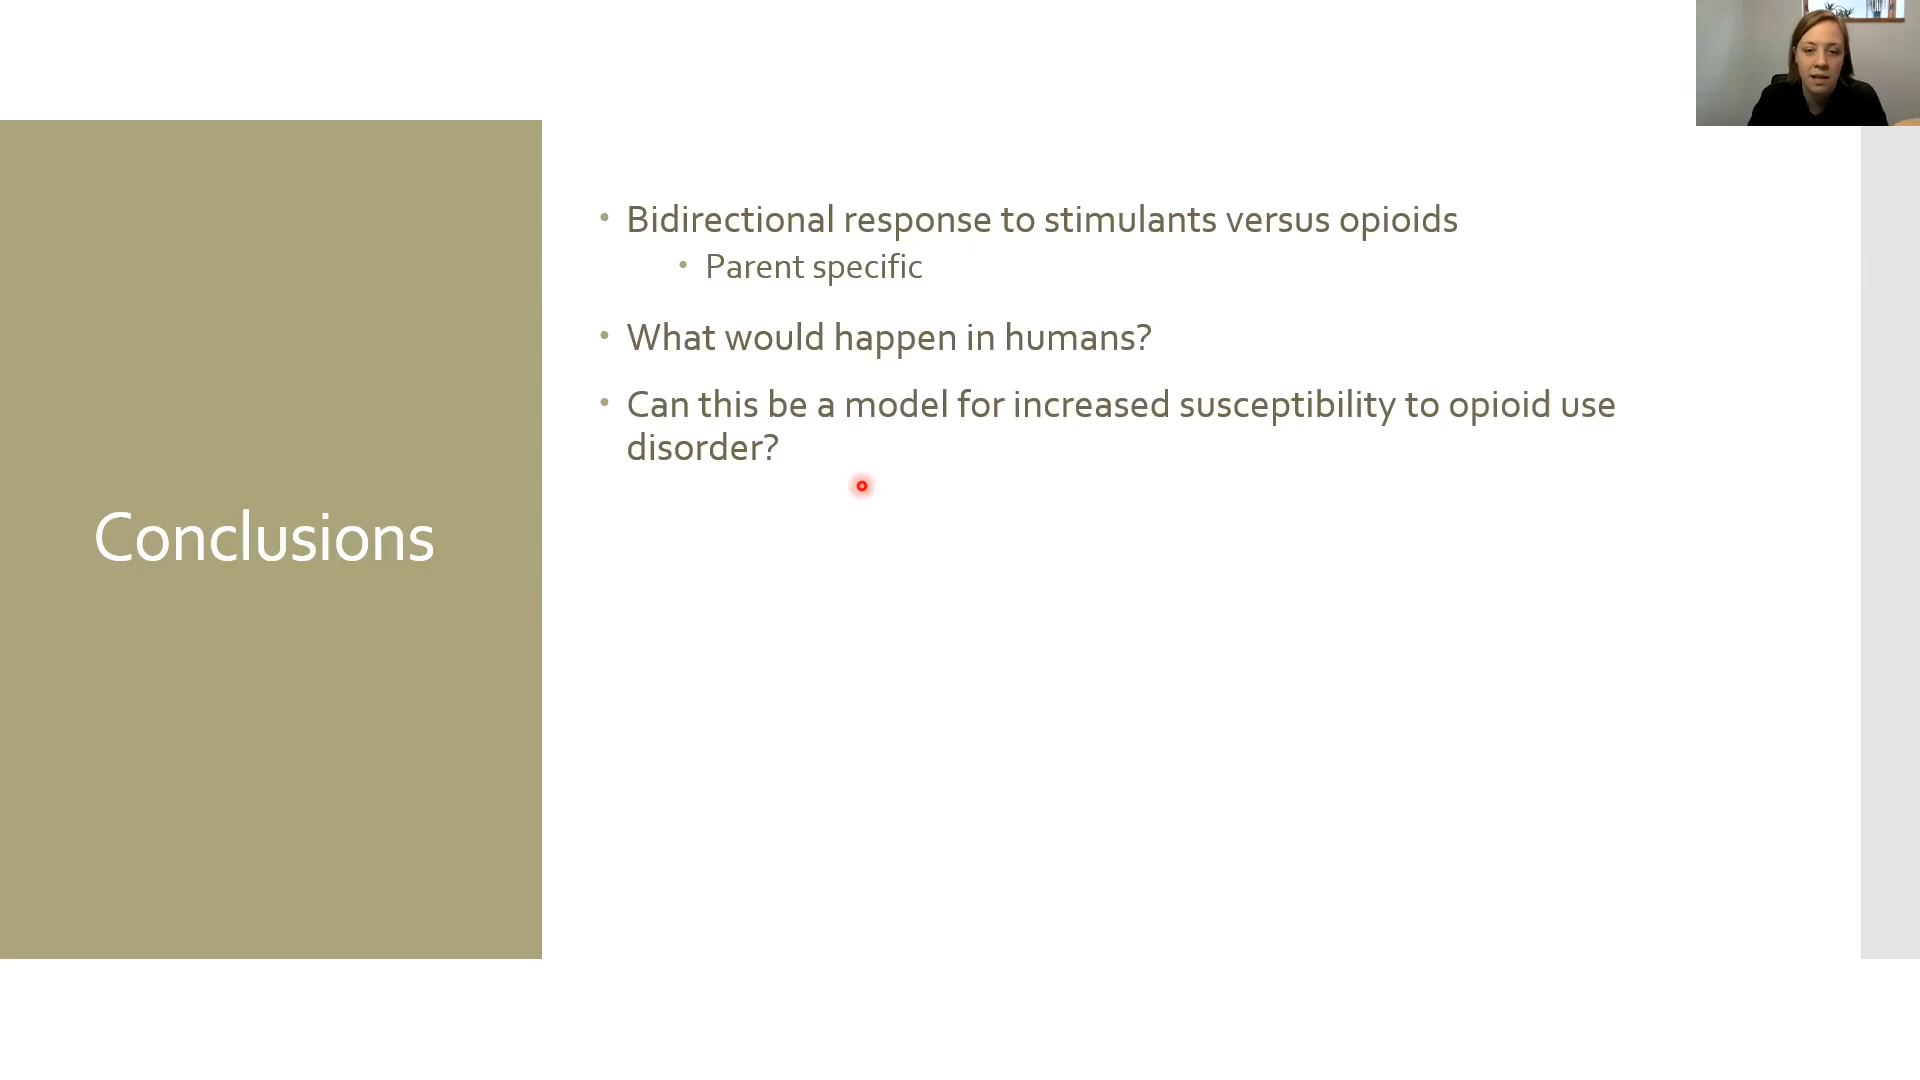 Conclusions
• Bidirectional response to stimulants versus opioids
• Parent specific
• What would happen in humans?
• Can this be a model for increased susceptibility to opioid use
disorder?